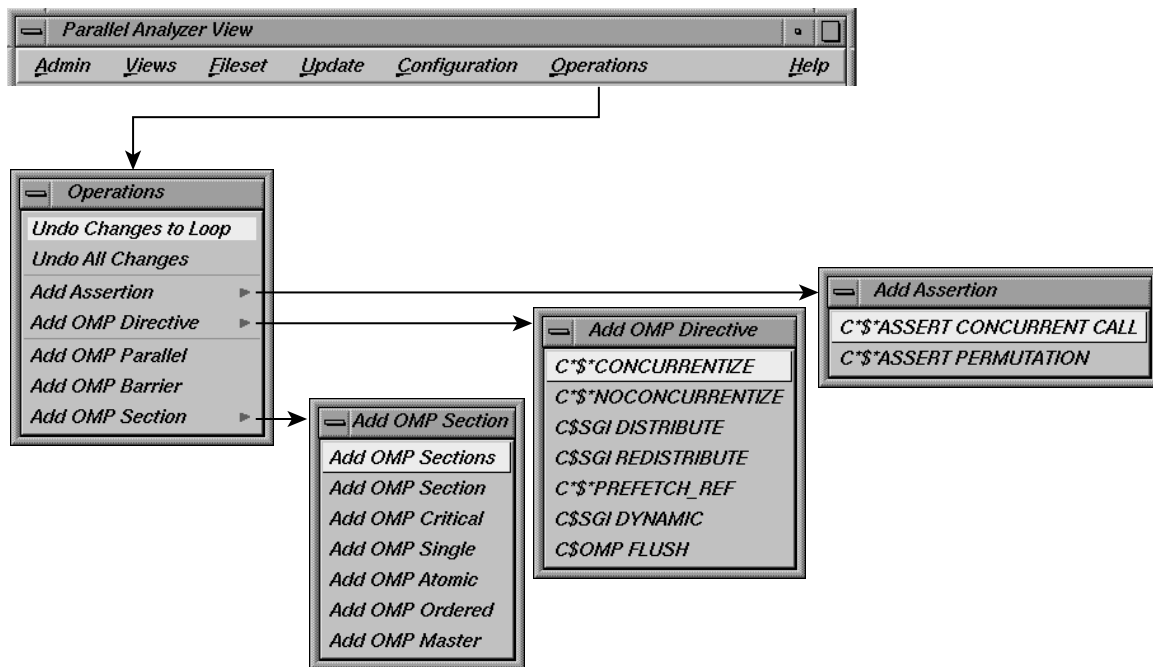 Parallel Analyzer View
Admin Views Fileset Update Configuration Operations Help
Operations
Undo Changes to Loop
Undo All Changes
Add Assertion
Add OMP Directive
Add OMP Parallel
Add OMP Barrier
Add OMP Section
Add Assertion
C*$*ASSERT CONCURRENT CALL
C*$*ASSERT PERMUTATION
Add OMP Directive
C*$*CONCURRENTIZE
C*$*NOCONCURRENTIZE
C$SGI DISTRIBUTE
C$SGI REDISTRIBUTE
C*$*PREFETCH_REF
C$SGI DYNAMIC
C$OMP FLUSH
Add OMP Section
Add OMP Sections
Add OMP Section
Add OMP Critical
Add OMP Single
Add OMP Atomic
Add OMP Ordered
Add OMP Master